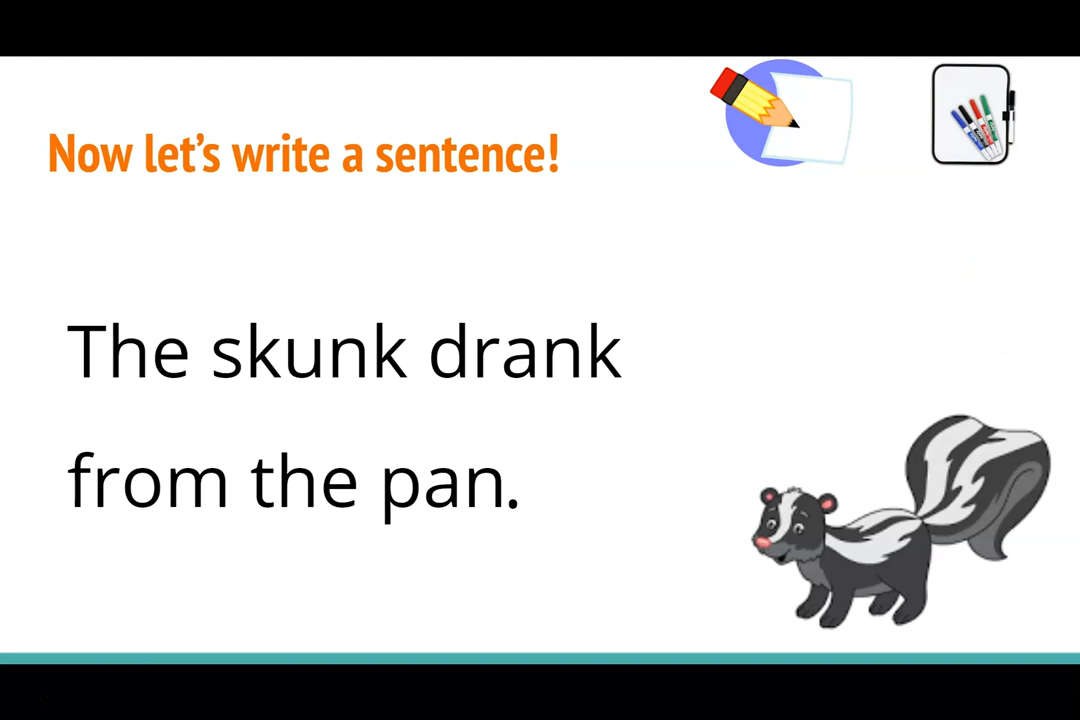 Now let’s write a sentence!
The skunk drank
from the pan.